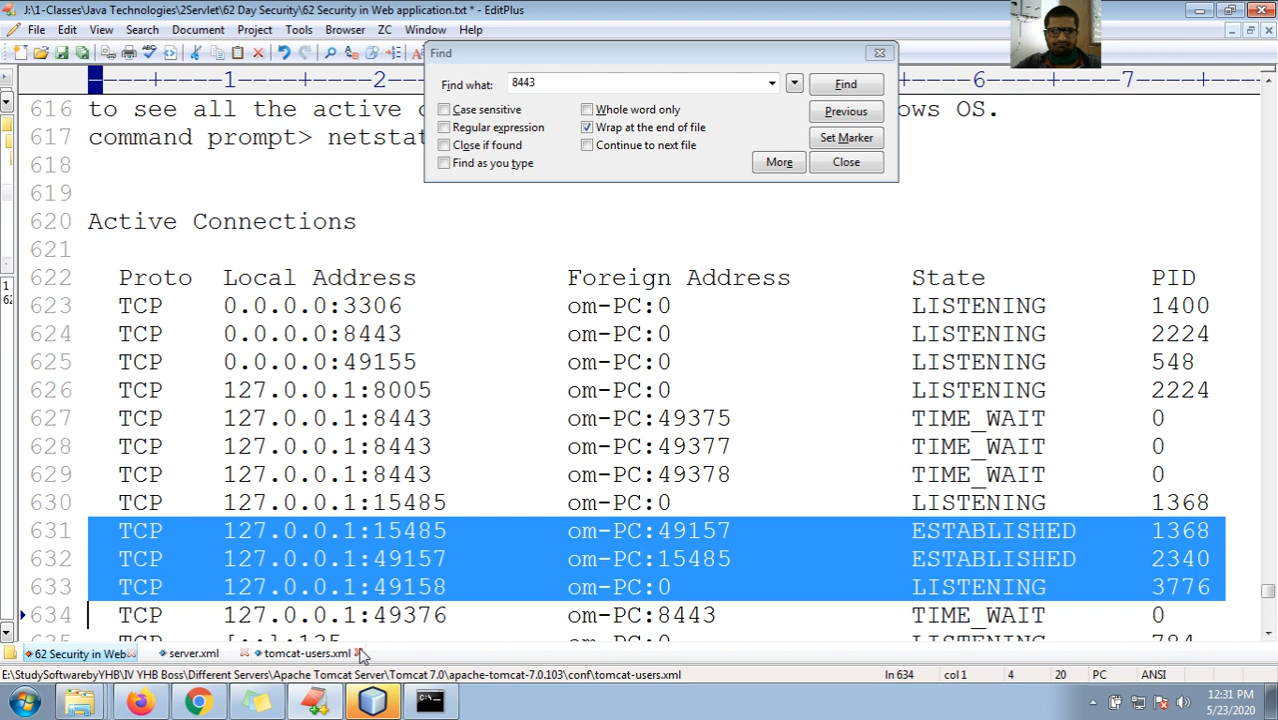 J:\1-Classes\Java Technologies\2Servlet\62 Day Security\62 Security in Web application.txt * - EditPlus
File Edit View Search Document Project Tools Browser ZC Window Help
Find
Find what: 8443 Find
Case sensitive Whole word only Previous
Regular expression Wrap at the end of file
Close if found Continue to next file Set Marker
Find as you type More Close
1 2 6 7
616 to see all the active ows OS.
617 command prompt> netstat
618
619
620 Active Connections
621
622 Proto Local Address Foreign Address State PID
623 TCP 0.0.0.0:3306 om-PC:0 LISTENING 1400
624 TCP 0.0.0.0:8443 om-PC:0 LISTENING 2224
625 TCP 0.0.0.0:49155 om-PC:0 LISTENING 548
626 TCP 127.0.0.1:8005 om-PC:0 LISTENING 2224
627 TCP 127.0.0.1:8443 om-PC:49375 TIME_WAIT 0
628 TCP 127.0.0.1:8443 om-PC:49377 TIME_WAIT 0
629 TCP 127.0.0.1:8443 om-PC:49378 TIME_WAIT 0
630 TCP 127.0.0.1:15485 om-PC:0 LISTENING 1368
631 TCP 127.0.0.1:15485 om-PC:49157 ESTABLISHED 1368
632 TCP 127.0.0.1:49157 om-PC:15485 ESTABLISHED 2340
633 TCP 127.0.0.1:49158 om-PC:0 LISTENING 3776
634 TCP 127.0.0.1:49376 om-PC:8443 TIME_WAIT 0
635 TCP [::]:135 om-PC:0 LISTENING 784
62 Security in Web server.xml tomcat-users.xml
E:\StudySoftwarebyYHB\IV YHB Boss\Different Servers\Apache Tomcat Server\Tomcat 7.0\apache-tomcat-7.0.103\conf\tomcat-users.xml Ln 634 col 1 4 20 PC ANSI
12:31 PM
5/23/2020